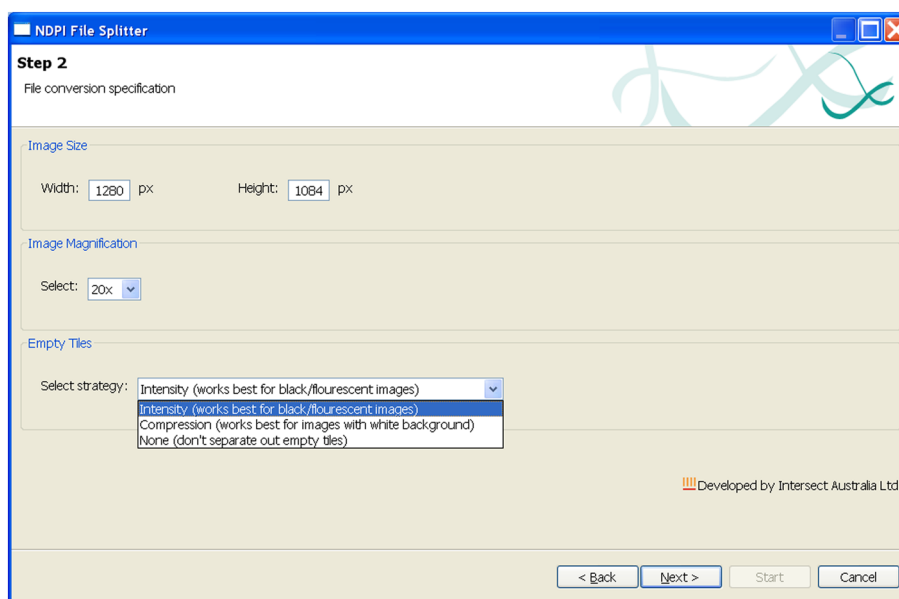 NDPI File Splitter
Step 2
File conversion specification
Image Size
Width: 1280 px Height: 1084 px
Image Magnification
Select: 20x
Empty Tiles
Select strategy: Intensity (works best for black/flourescent images)
Intensity (works best for black/flourescent images)
Compression (works best for images with white background)
None (don't separate out empty tiles)
Developed by Intersect Australia Ltd
< Back Next > Start Cancel